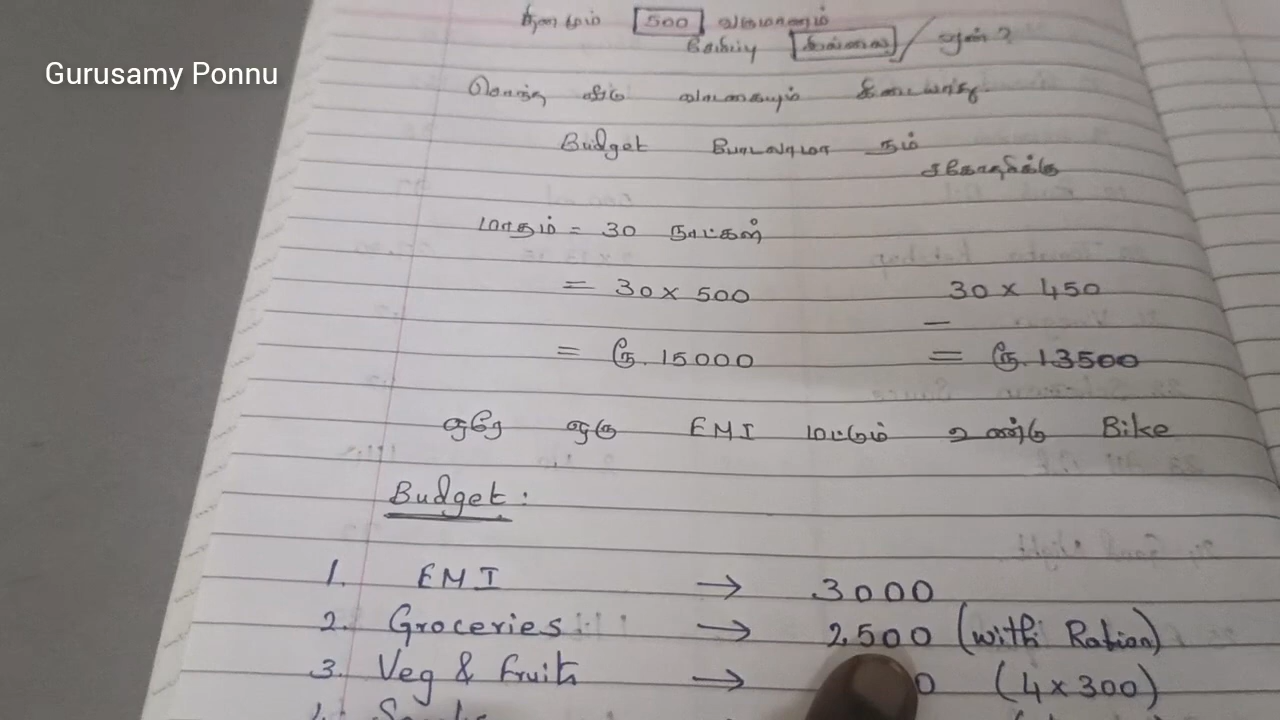 Gurusamy Ponnu
தினமும் 500 வருமானம்
சேமிப்பு இல்லை / ஏன் ?
சொந்த வீடு வாடகையும் கிடையாது.
Budget போடலாமா நம்
சகோதரிக்கு
மாதம் = 30 நாட்கள்
= 30 x 500 30 x 450
= ரூ. 15000 = ரூ. 13500
ஒரே ஒரு EMI மட்டும் உண்டு Bike
Budget :
1. EMI → 3000
2. Groceries → 2500 (with Ration)
3. Veg & Fruits → 0 (4x300)
4.